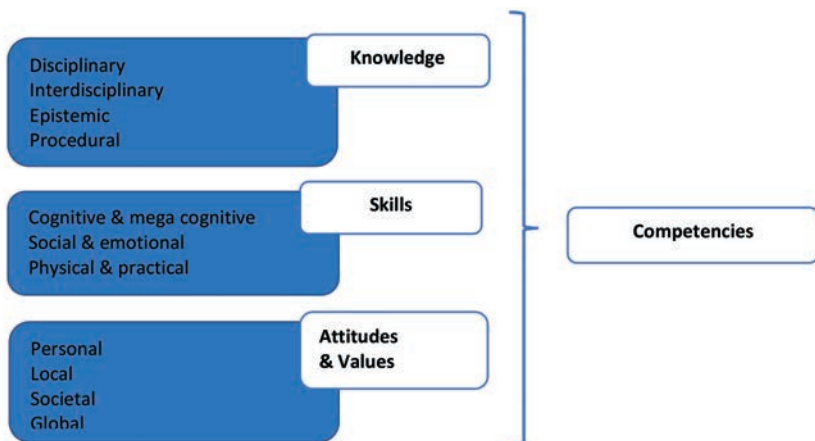 Knowledge
Disciplinary
Interdisciplinary
Epistemic
Procedural
Skills
Cognitive & mega cognitive
Social & emotional
Physical & practical
Attitudes
& Values
Personal
Local
Societal
Global
Competencies